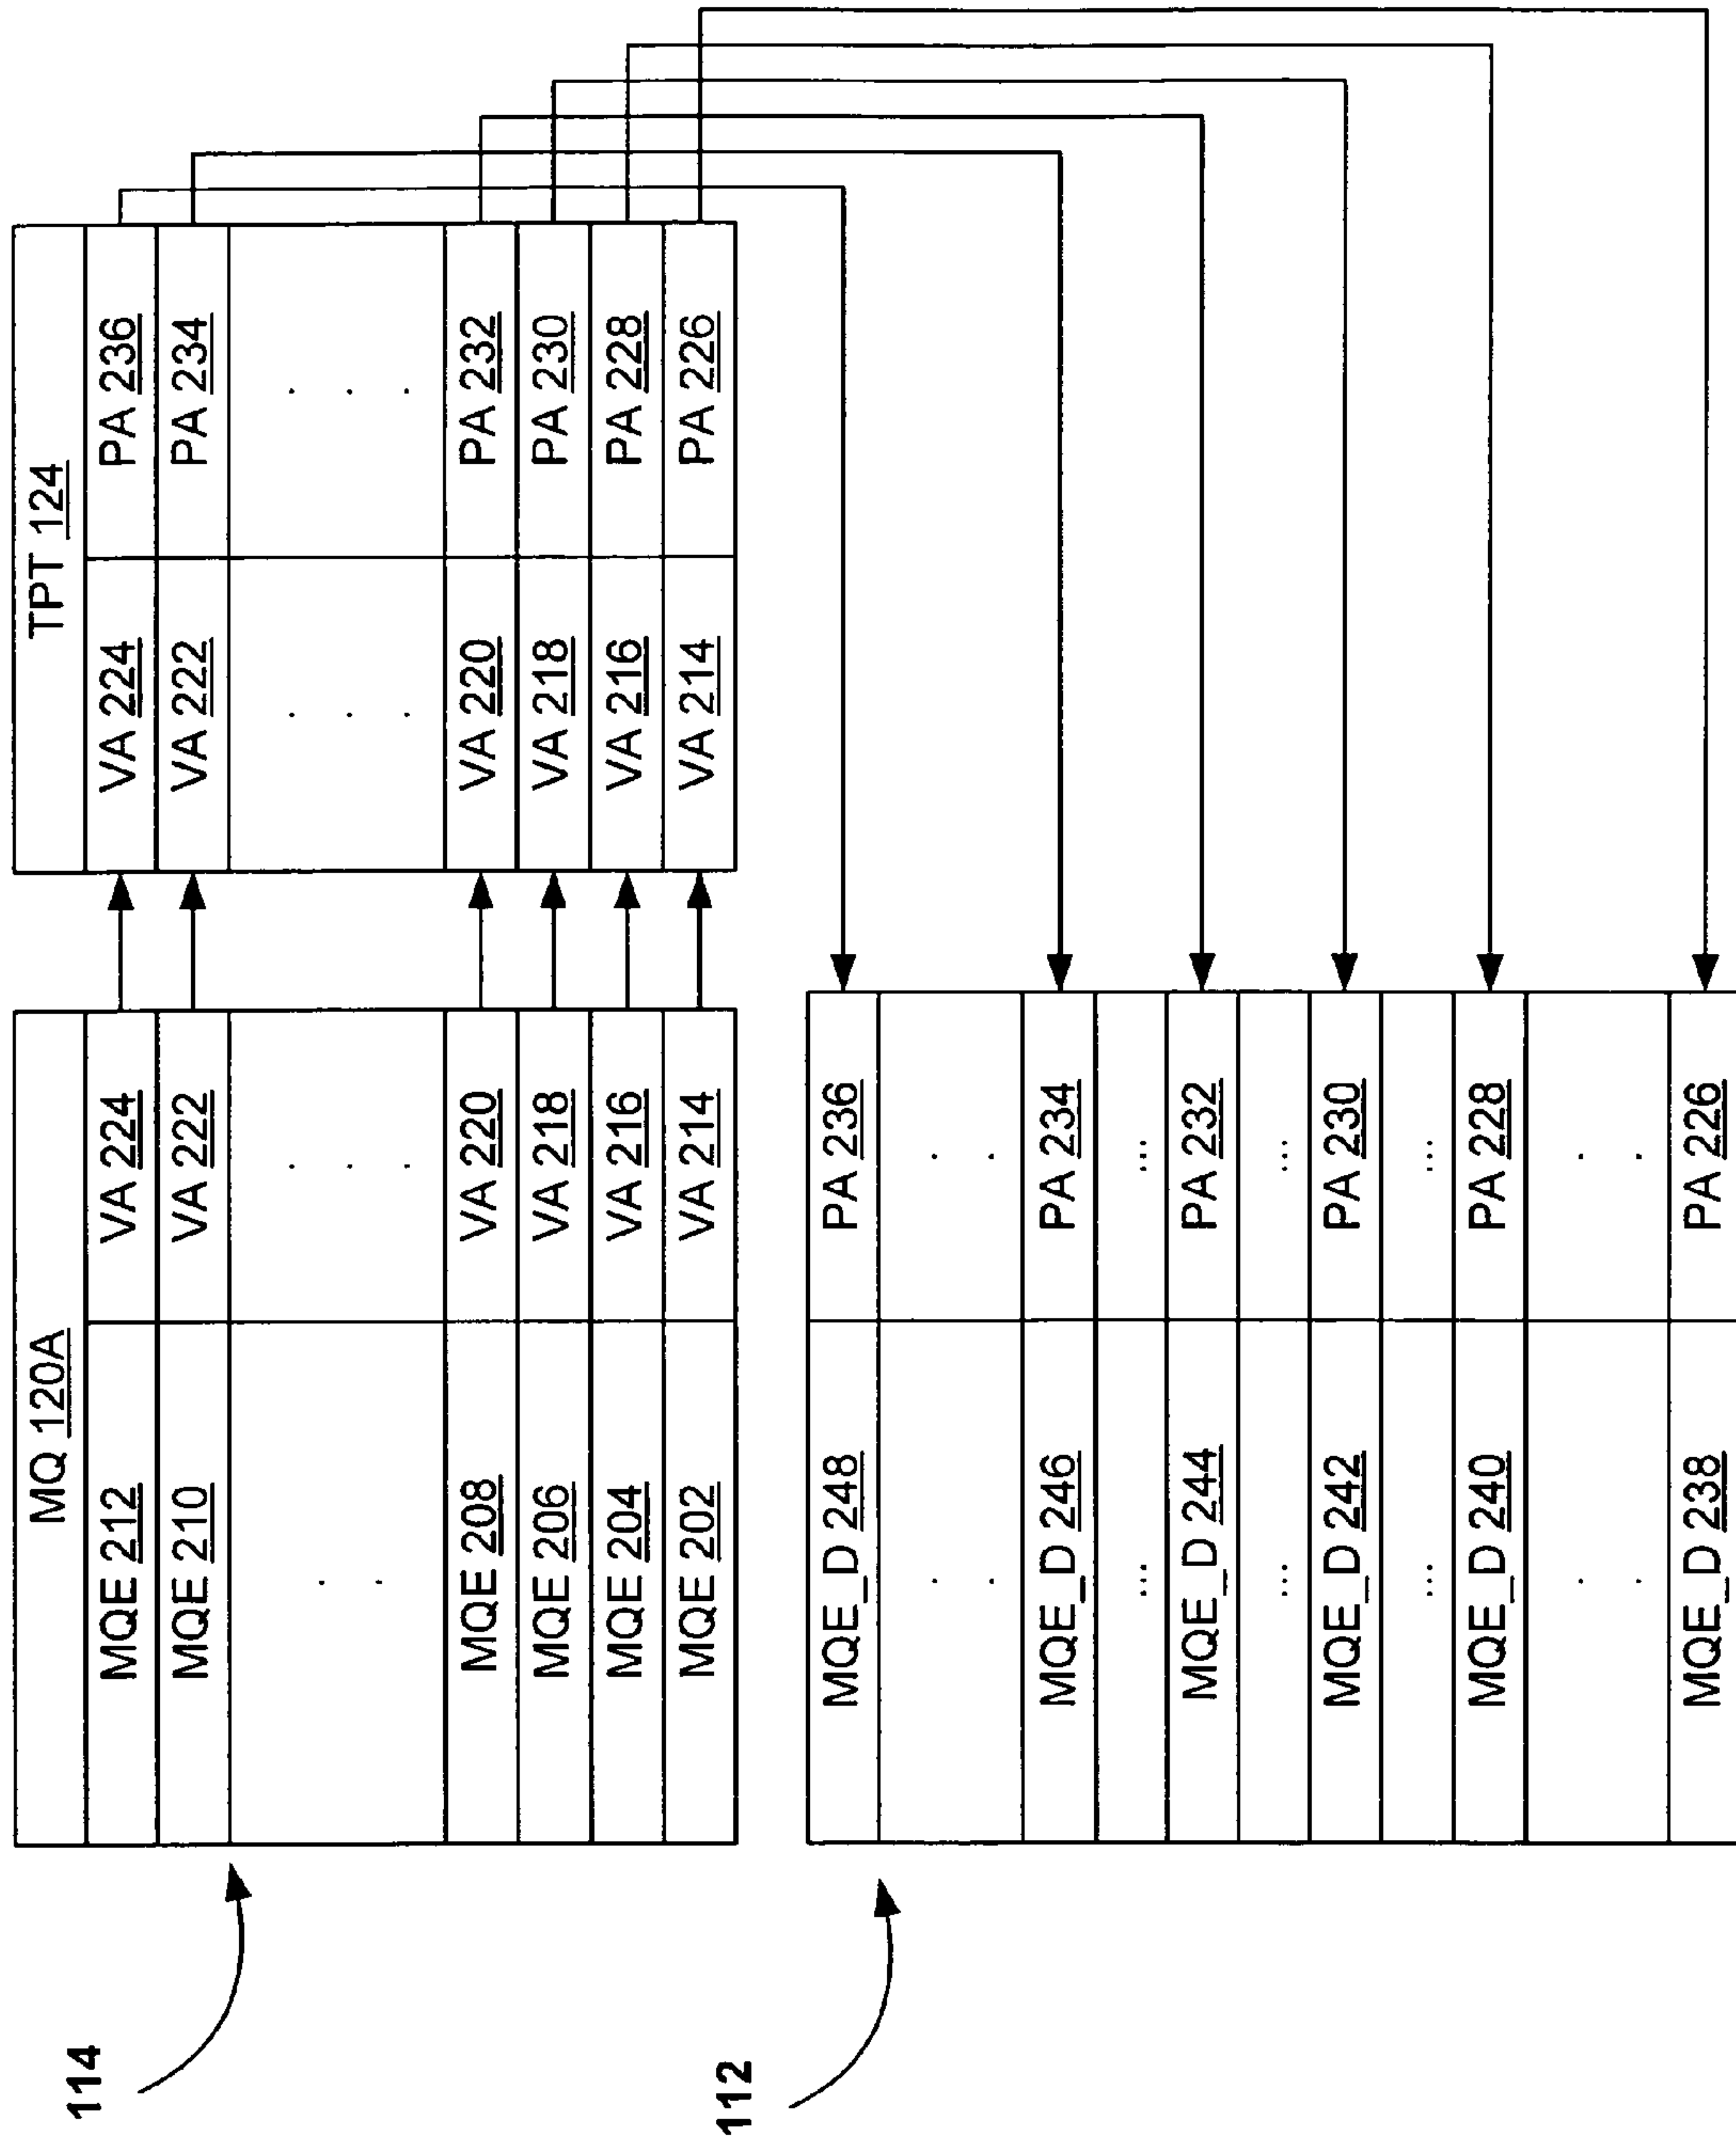 114
MQ 120A
MQE 212 VA 224
MQE 210 VA 222
. .
. .
.
MQE 208 VA 220
MQE 206 VA 218
MQE 204 VA 216
MQE 202 VA 214
TPT 124
VA 224 PA 236
VA 222 PA 234
. .
. .
. .
VA 220 PA 232
VA 218 PA 230
VA 216 PA 228
VA 214 PA 226
112
MQE_D 248 PA 236
. .
. .
MQE_D 246 PA 234
... ...
MQE_D 244 PA 232
... ...
MQE_D 242 PA 230
... ...
MQE_D 240 PA 228
. .
. .
MQE_D 238 PA 226